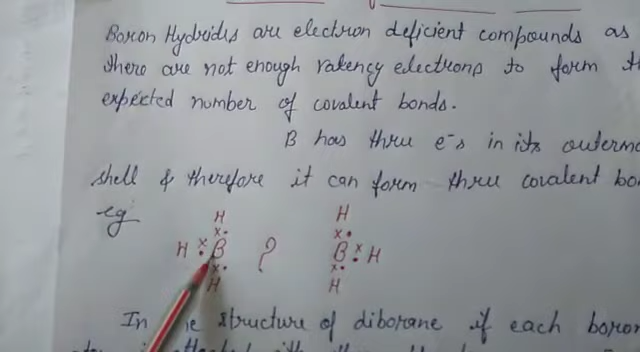 Boron Hydrides are electron deficient compounds as
there are not enough valency electrons to form
expected number of covalent bonds.
B has three e⁻s in its
shell & therefore it can form three covalent
eg
H H
x• x•
H x• B ? B x• H
x• x•
H H
In structure of diborane if each